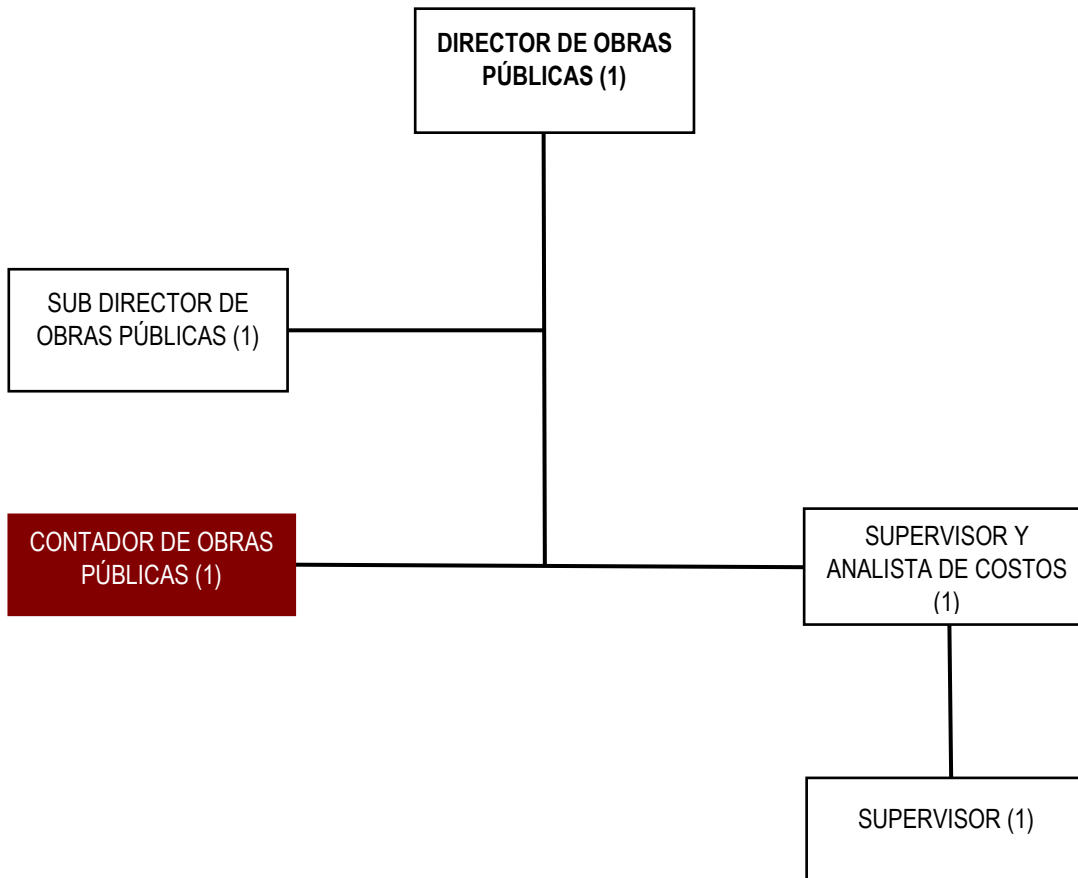 DIRECTOR DE OBRAS
PÚBLICAS (1)
SUB DIRECTOR DE
OBRAS PÚBLICAS (1)
CONTADOR DE OBRAS
PÚBLICAS (1)
SUPERVISOR Y
ANALISTA DE COSTOS
(1)
SUPERVISOR (1)